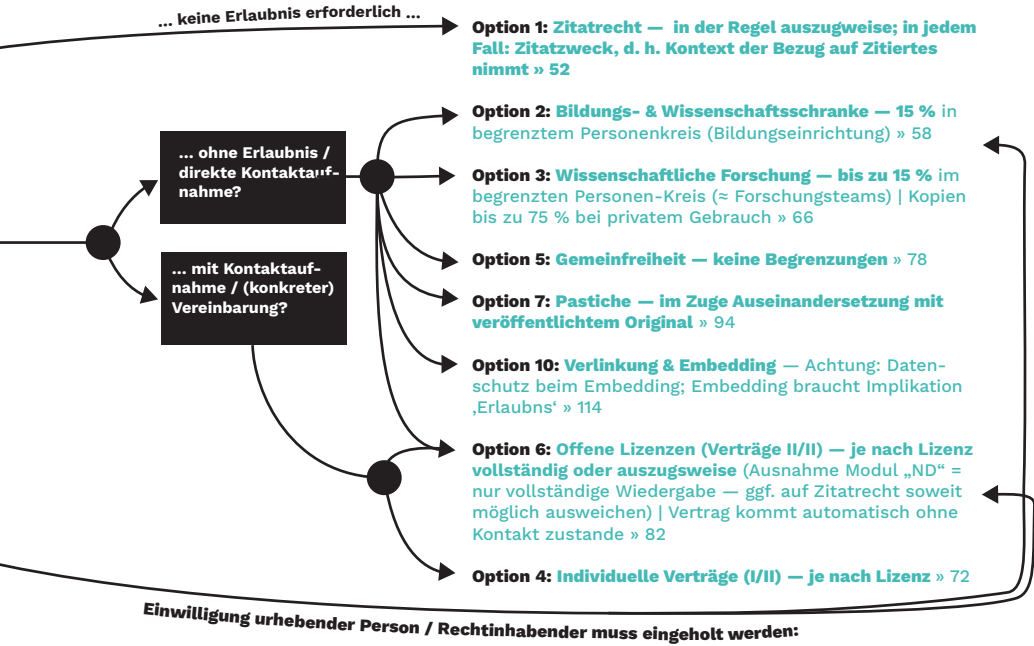 ... keine Erlaubnis erforderlich ...
Option 1: Zitatrecht — in der Regel auszugweise; in jedem
Fall: Zitatzweck, d. h. Kontext der Bezug auf Zitiertes
nimmt » 52
Option 2: Bildungs- & Wissenschaftsschranke — 15 % in
begrenztem Personenkreis (Bildungseinrichtung) » 58
... ohne Erlaubnis /
direkte Kontaktauf-
nahme?
Option 3: Wissenschaftliche Forschung — bis zu 15 % im
begrenzten Personen-Kreis (≈ Forschungsteams) | Kopien
bis zu 75 % bei privatem Gebrauch » 66
... mit Kontaktauf-
nahme / (konkreter)
Vereinbarung?
Option 5: Gemeinfreiheit — keine Begrenzungen » 78
Option 7: Pastiche — im Zuge Auseinandersetzung mit
veröffentlichtem Original » 94
Option 10: Verlinkung & Embedding — Achtung: Daten-
schutz beim Embedding; Embedding braucht Implikation
‚Erlaubns‘ » 114
Option 6: Offene Lizenzen (Verträge II/II) — je nach Lizenz
vollständig oder auszugsweise (Ausnahme Modul „ND“ =
nur vollständige Wiedergabe — ggf. auf Zitatrecht soweit
möglich ausweichen) | Vertrag kommt automatisch ohne
Kontakt zustande » 82
Option 4: Individuelle Verträge (I/II) — je nach Lizenz » 72
Einwilligung urhebender Person / Rechtinhabender muss eingeholt werden: